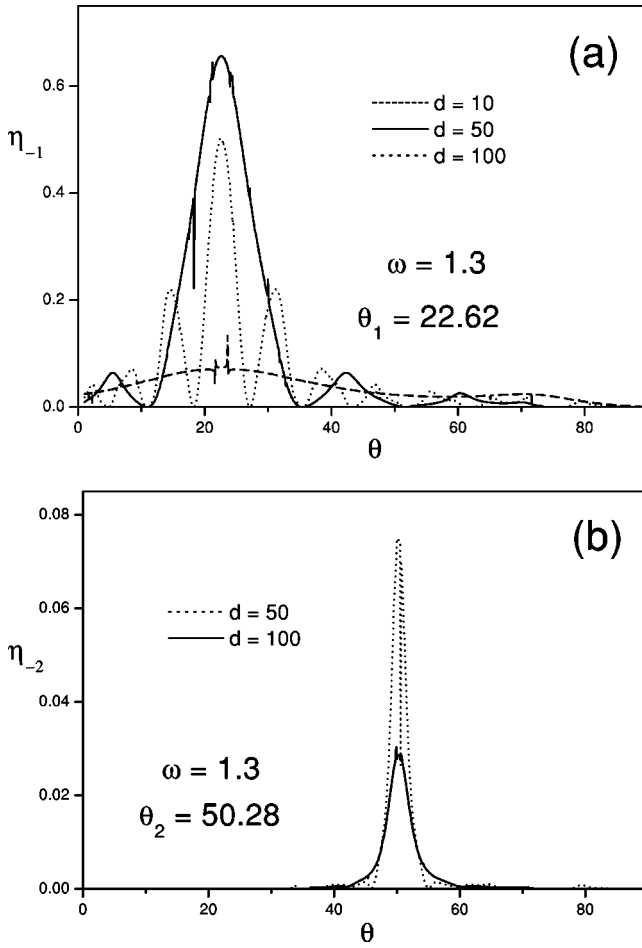 (a)
0.6
d = 10
η₋₁
d = 50
d = 100
0.4
ω = 1.3
0.2
θ₁ = 22.62
0.0
0 20 40 60 80
θ
0.08
(b)
0.06
d = 50
d = 100
η₋₂
0.04
ω = 1.3
0.02
θ₂ = 50.28
0.00
0 20 40 60 80
θ